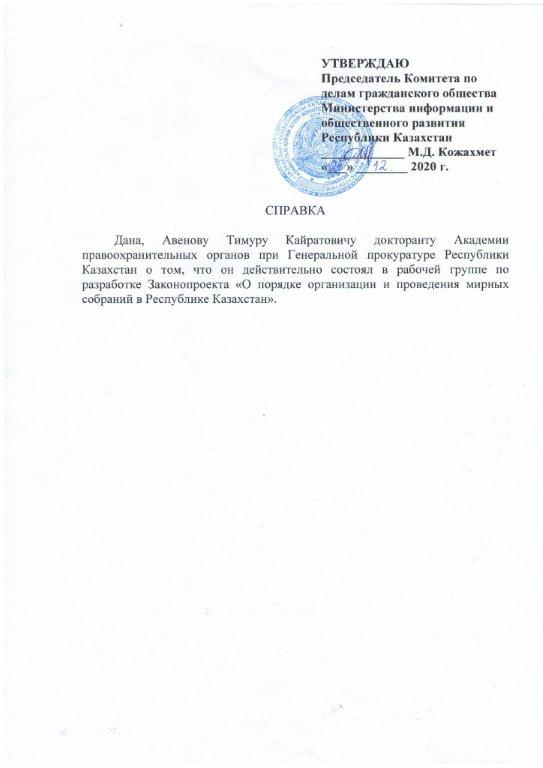 УТВЕРЖДАЮ
Председатель Комитета по
делам гражданского общества
Министерства информации и
общественного развития
Республики Казахстан
_____________ М.Д. Кожахмет
« » 12. 2020 г.
СПРАВКА
Дана, Авенову Тимуру Кайратовичу докторанту Академии
правоохранительных органов при Генеральной прокуратуре Республики
Казахстан о том, что он действительно состоял в рабочей группе по
разработке Законопроекта «О порядке организации и проведения мирных
собраний в Республике Казахстан».